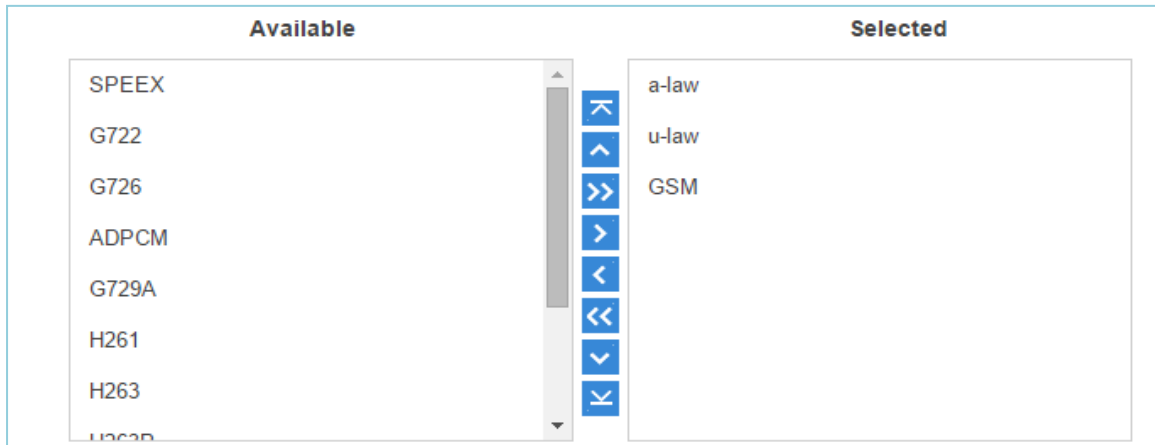 Available
SPEEX
G722
G726
ADPCM
G729A
H261
H263
Selected
a-law
u-law
GSM